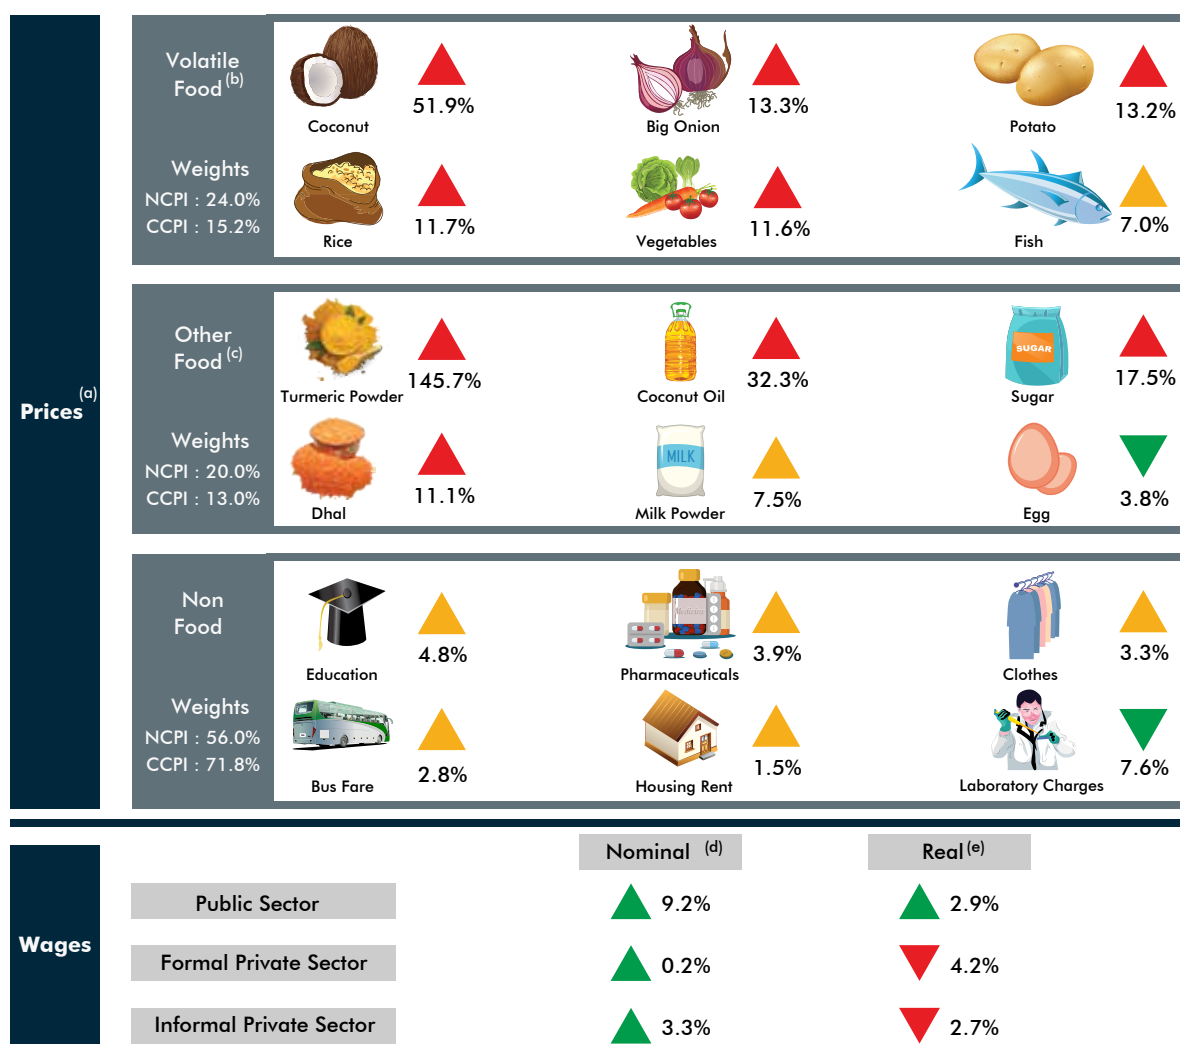 Prices (a)
Volatile
Food (b)
Weights
NCPI : 24.0%
CCPI : 15.2%
51.9%
Coconut
13.3%
Big Onion
13.2%
Potato
11.7%
Rice
11.6%
Vegetables
7.0%
Fish
Other
Food (c)
Weights
NCPI : 20.0%
CCPI : 13.0%
145.7%
Turmeric Powder
32.3%
Coconut Oil
SUGAR
17.5%
Sugar
11.1%
Dhal
MILK
7.5%
Milk Powder
3.8%
Egg
Non
Food
Weights
NCPI : 56.0%
CCPI : 71.8%
4.8%
Education
Medicine
3.9%
Pharmaceuticals
3.3%
Clothes
2.8%
Bus Fare
1.5%
Housing Rent
7.6%
Laboratory Charges
Wages
Nominal (d) Real (e)
Public Sector 9.2% 2.9%
Formal Private Sector 0.2% 4.2%
Informal Private Sector 3.3% 2.7%